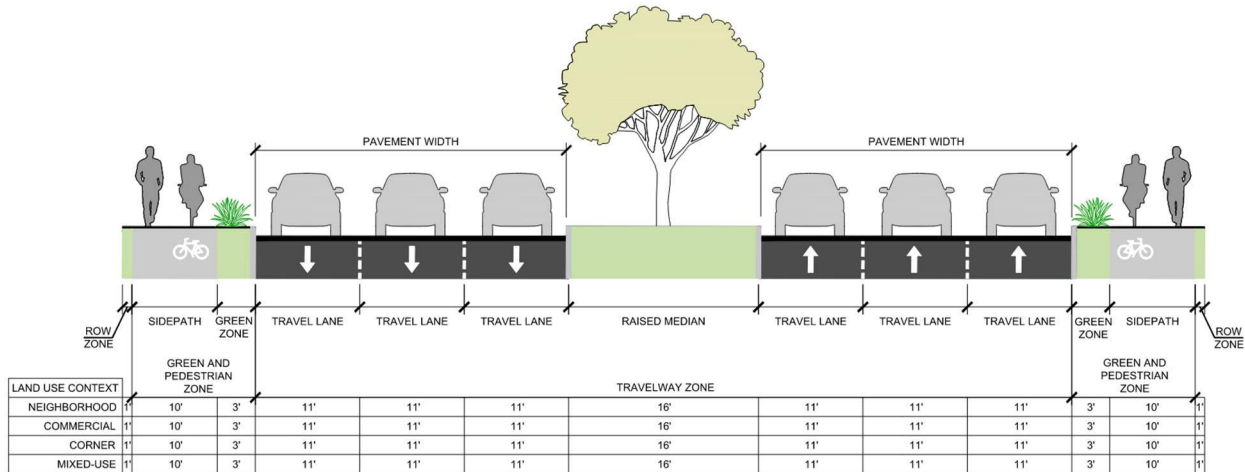 PAVEMENT WIDTH
PAVEMENT WIDTH
ROW
ZONE
SIDEPATH
GREEN
ZONE
TRAVEL LANE
TRAVEL LANE
TRAVEL LANE
RAISED MEDIAN
TRAVEL LANE
TRAVEL LANE
TRAVEL LANE
GREEN
ZONE
SIDEPATH
ROW
ZONE
GREEN AND
PEDESTRIAN
ZONE
TRAVELWAY ZONE
GREEN AND
PEDESTRIAN
ZONE
LAND USE CONTEXT
NEIGHBORHOOD 1' 10' 3' 11' 11' 11' 16' 11' 11' 11' 3' 10' 1'
COMMERCIAL 1' 10' 3' 11' 11' 11' 16' 11' 11' 11' 3' 10' 1'
CORNER 1' 10' 3' 11' 11' 11' 16' 11' 11' 11' 3' 10' 1'
MIXED-USE 1' 10' 3' 11' 11' 11' 16' 11' 11' 11' 3' 10' 1'